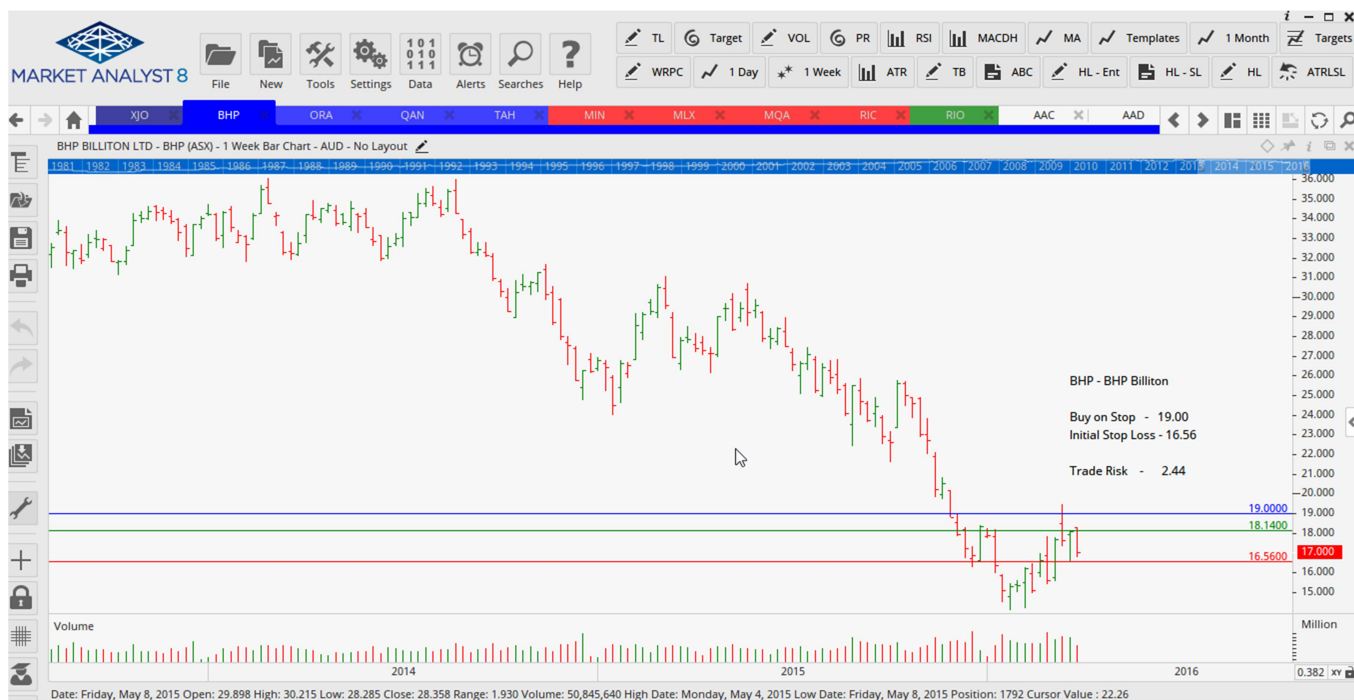 MARKET ANALYST 8
File
New
Tools
Settings
101
010
111
Data
Alerts
Searches
Help
TL
Target
VOL
PR
RSI
MACDH
MA
Templates
1 Month
Targets
WRPC
1 Day
1 Week
ATR
TB
ABC
HL - Ent
HL - SL
HL
ATRLSL
XJO
BHP
ORA
QAN
TAH
MIN
MLX
MQA
RIC
RIO
AAC
AAD
BHP BILLITON LTD - BHP (ASX) - 1 Week Bar Chart - AUD - No Layout
1981 1982 1983 1984 1985 1986 1987 1988 1989 1990 1991 1992 1993 1994 1995 1996 1997 1998 1999 2000 2001 2002 2003 2004 2005 2006 2007 2008 2009 2010 2011 2012 2013 2014 2015 2016
36.000
35.000
34.000
33.000
32.000
31.000
30.000
29.000
28.000
27.000
26.000
25.000
24.000
23.000
22.000
21.000
20.000
19.000
18.000
17.000
16.000
15.000
BHP - BHP Billiton
Buy on Stop - 19.00
Initial Stop Loss - 16.56
Trade Risk - 2.44
19.0000
18.1400
16.5600
Volume
Million
2014
2015
2016
0.382 XY
Date: Friday, May 8, 2015 Open: 29.898 High: 30.215 Low: 28.285 Close: 28.358 Range: 1.930 Volume: 50,845,640 High Date: Monday, May 4, 2015 Low Date: Friday, May 8, 2015 Position: 1792 Cursor Value : 22.26